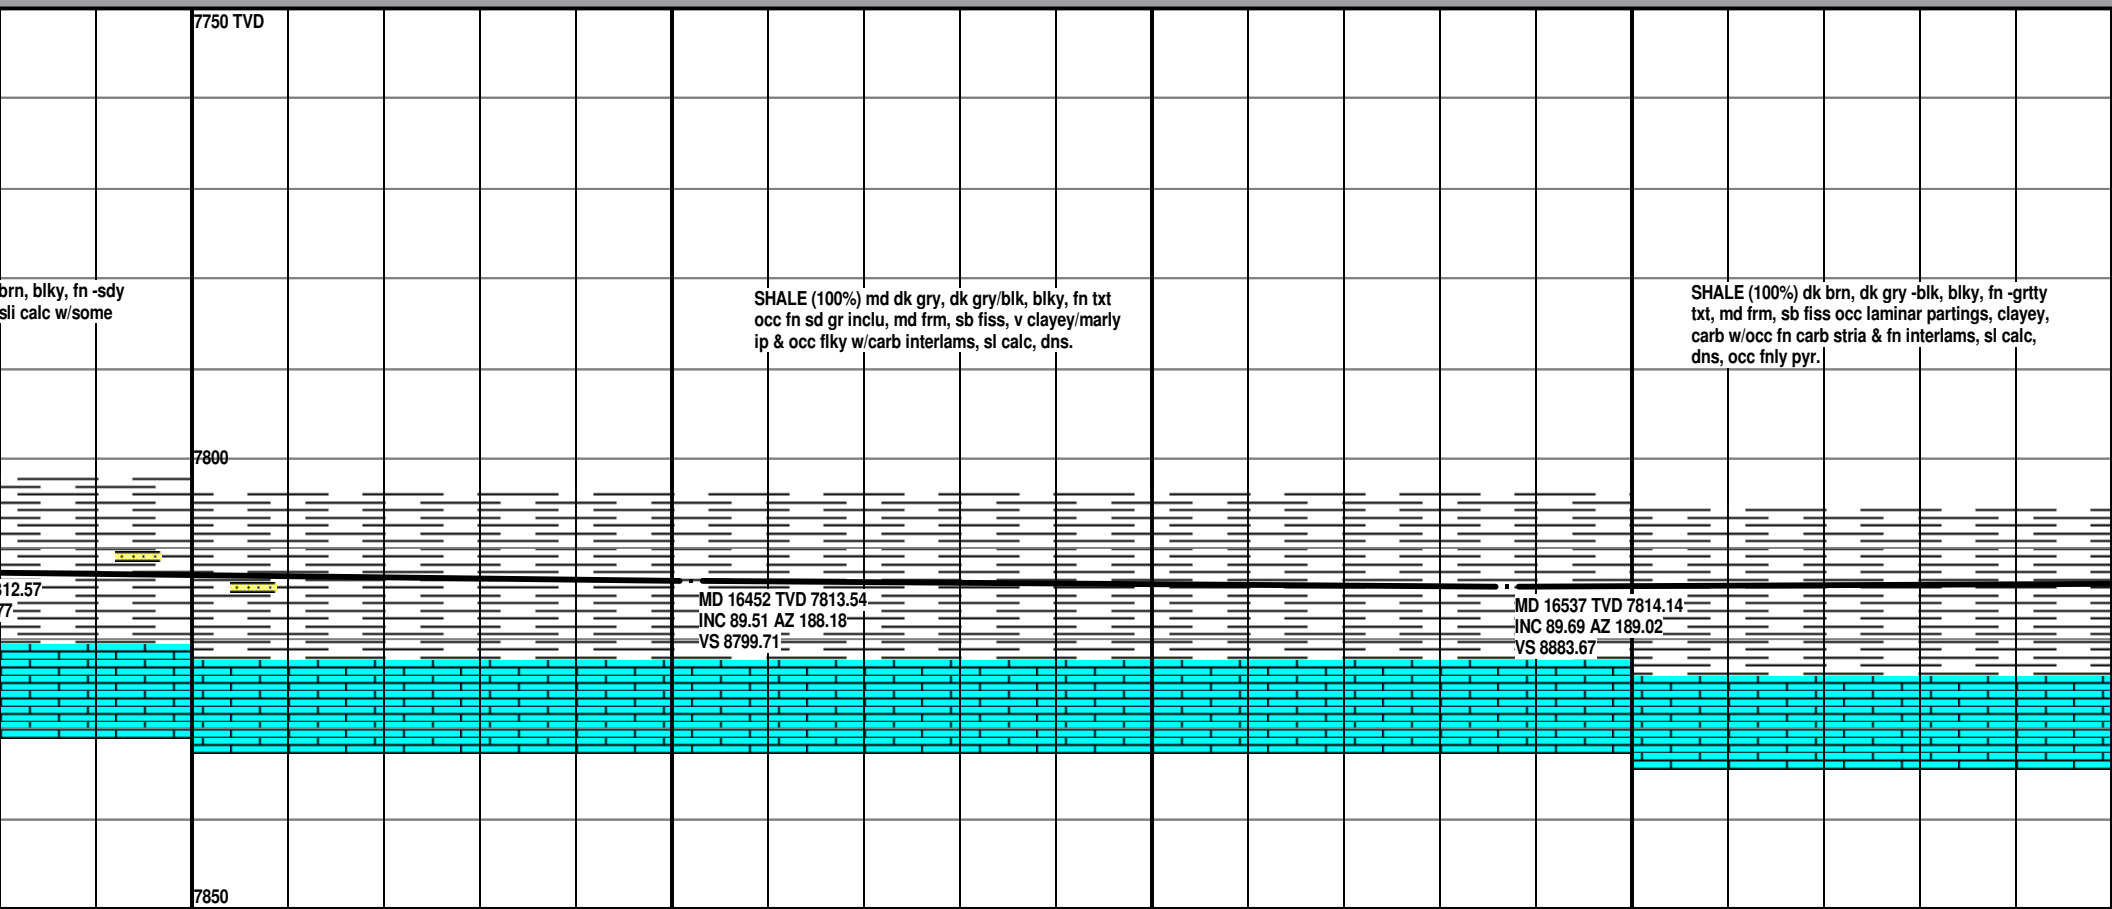 7750 TVD
brn, blky, fn -sdy
sli calc w/some
SHALE (100%) md dk gry, dk gry/blk, blky, fn txt
occ fn sd gr inclu, md frm, sb fiss, v clayey/marly
ip & occ flky w/carb interlams, sl calc, dns.
SHALE (100%) dk brn, dk gry -blk, blky, fn -grtty
txt, md frm, sb fiss occ laminar partings, clayey,
carb w/occ fn carb stria & fn interlams, sl calc,
dns, occ fnly pyr.
7800
12.57
77
MD 16452 TVD 7813.54
INC 89.51 AZ 188.18
VS 8799.71
MD 16537 TVD 7814.14
INC 89.69 AZ 189.02
VS 8883.67
7850